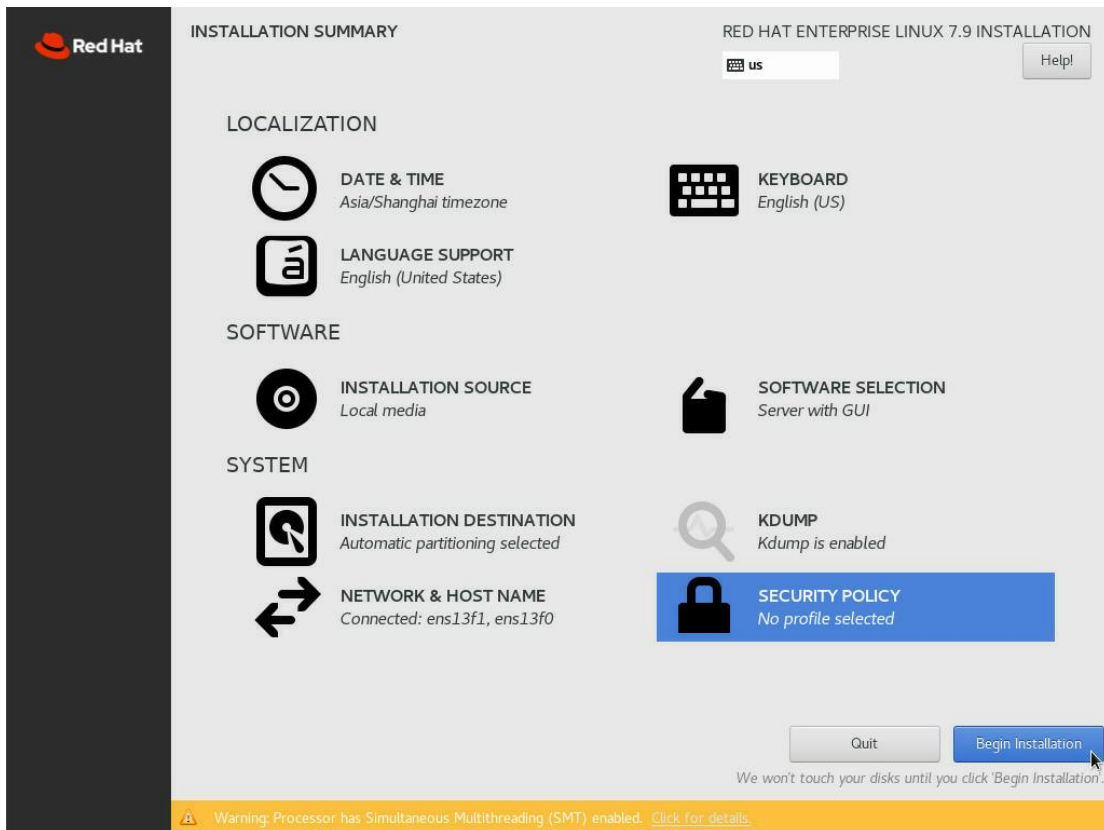 Red Hat
INSTALLATION SUMMARY
RED HAT ENTERPRISE LINUX 7.9 INSTALLATION
us
Help!
LOCALIZATION
DATE & TIME
Asia/Shanghai timezone
KEYBOARD
English (US)
á
LANGUAGE SUPPORT
English (United States)
SOFTWARE
INSTALLATION SOURCE
Local media
SOFTWARE SELECTION
Server with GUI
SYSTEM
INSTALLATION DESTINATION
Automatic partitioning selected
KDUMP
Kdump is enabled
NETWORK & HOST NAME
Connected: ens13f1, ens13f0
SECURITY POLICY
No profile selected
Quit
Begin Installation
We won't touch your disks until you click 'Begin Installation'.
Warning: Processor has Simultaneous Multithreading (SMT) enabled. Click for details.